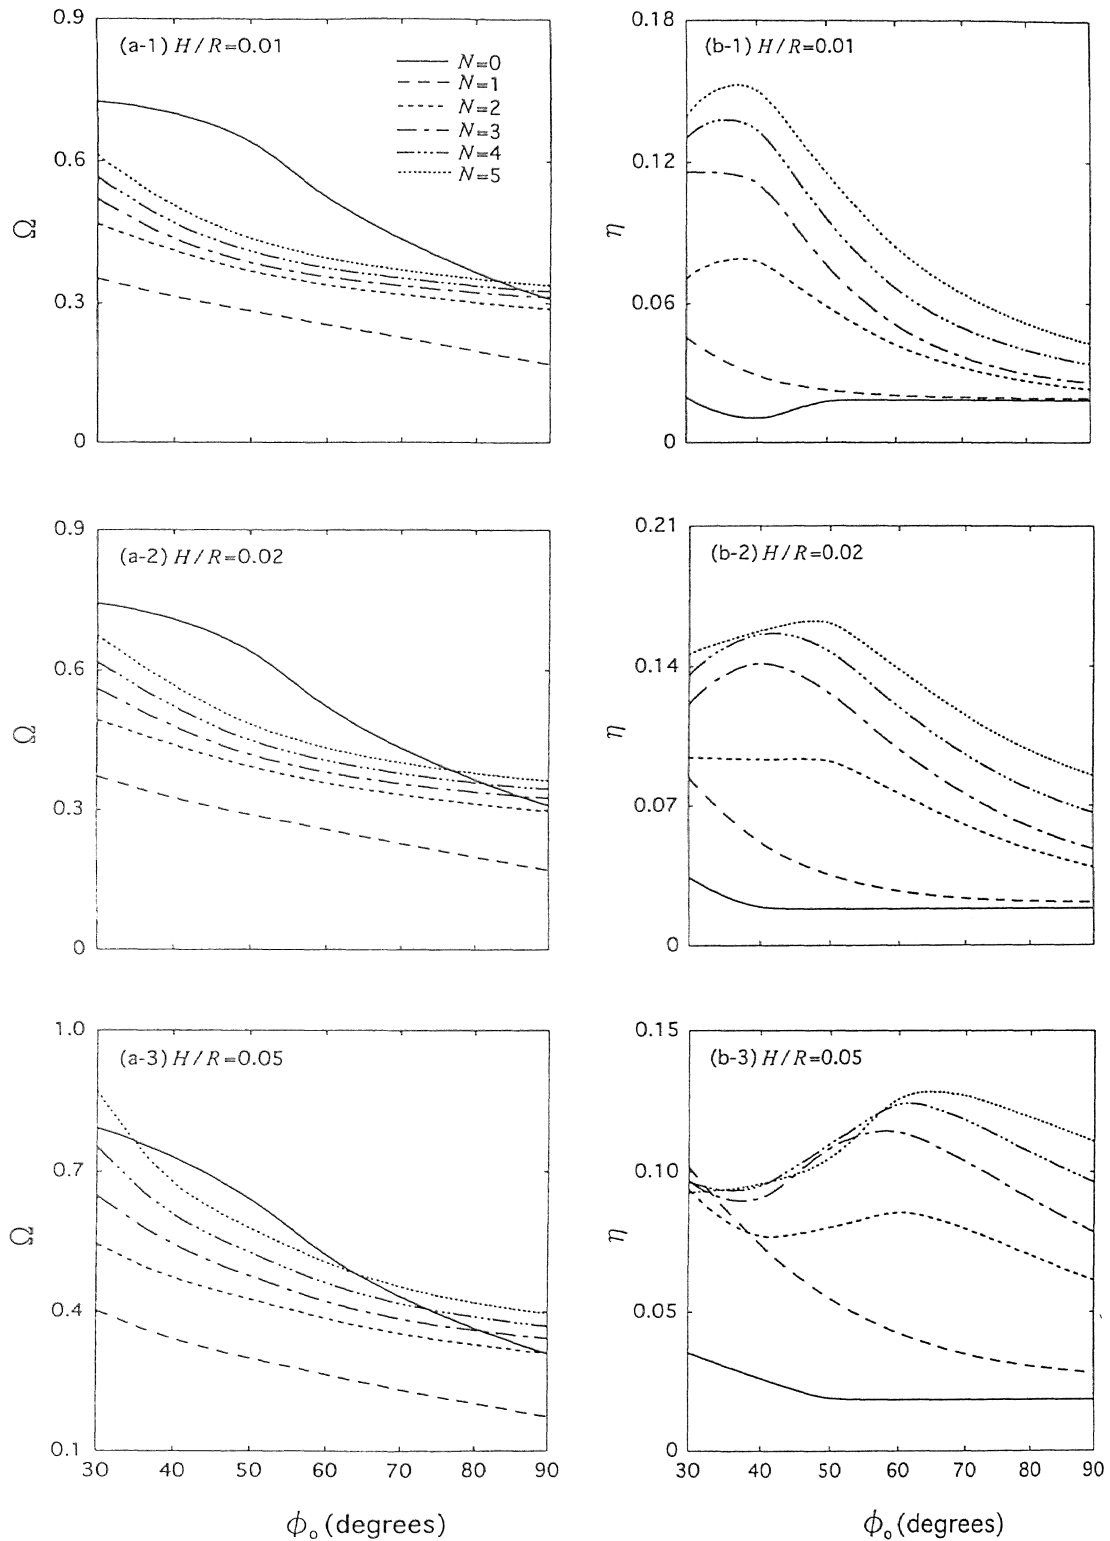 0.9
(a-1) H/R=0.01
N=0
N=1
N=2
N=3
N=4
N=5
0.6
Ω
0.3
0
0.18
(b-1) H/R=0.01
0.12
η
0.06
0
0.9
(a-2) H/R=0.02
0.6
Ω
0.3
0
0.21
(b-2) H/R=0.02
0.14
η
0.07
0
1.0
(a-3) H/R=0.05
0.7
Ω
0.4
0.1
30 40 50 60 70 80 90
ϕₒ (degrees)
0.15
(b-3) H/R=0.05
0.10
η
0.05
0
30 40 50 60 70 80 90
ϕₒ (degrees)